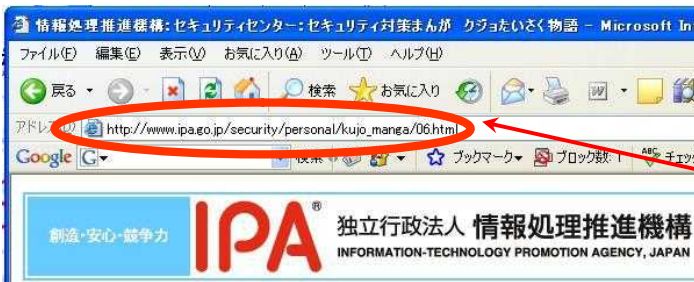 情報処理推進機構:セキュリティセンター:セキュリティ対策まんが クジョたいさく物語 - Microsoft In
ファイル(F) 編集(E) 表示(V) お気に入り(A) ツール(T) ヘルプ(H)
戻る 検索 お気に入り
アドレス(D) http://www.ipa.go.jp/security/personal/kujo_manga/06.html
Google G 検索 ブックマーク ブロック数: 1 ABC チェック
創造・安心・競争力 IPA ® 独立行政法人 情報処理推進機構
INFORMATION-TECHNOLOGY PROMOTION AGENCY, JAPAN